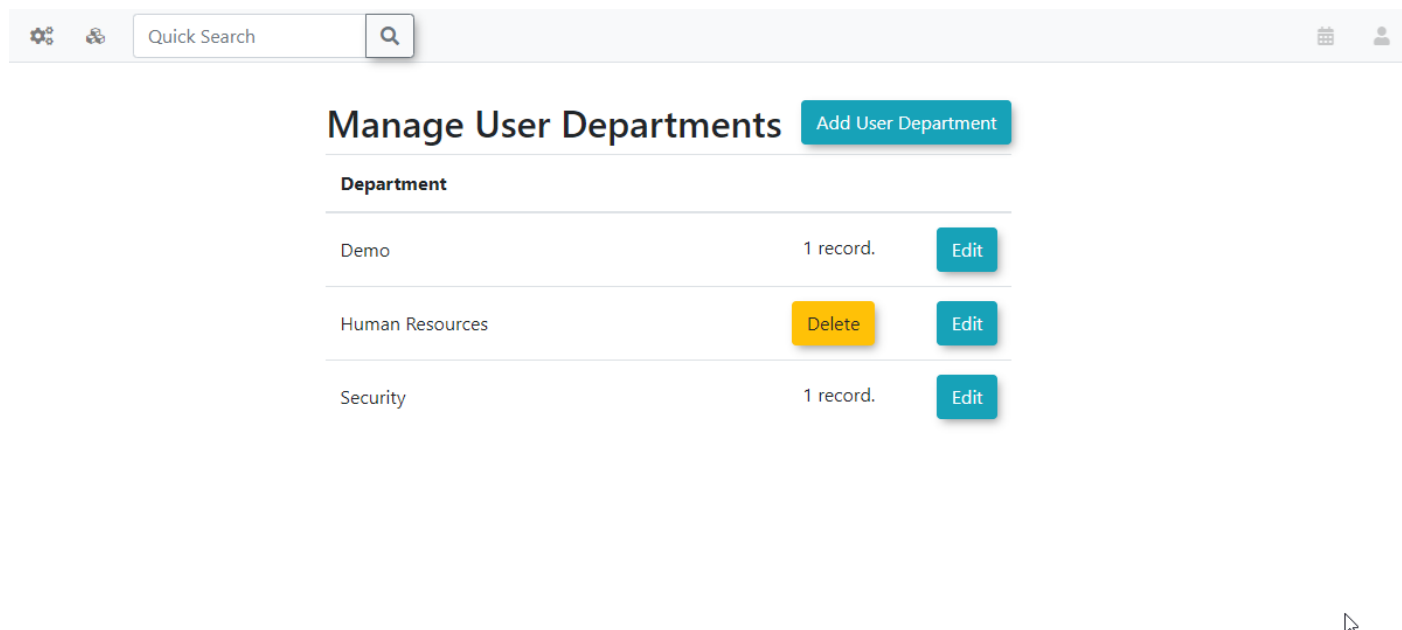 Quick Search
Manage User Departments Add User Department
Department
Demo 1 record. Edit
Human Resources Delete Edit
Security 1 record. Edit